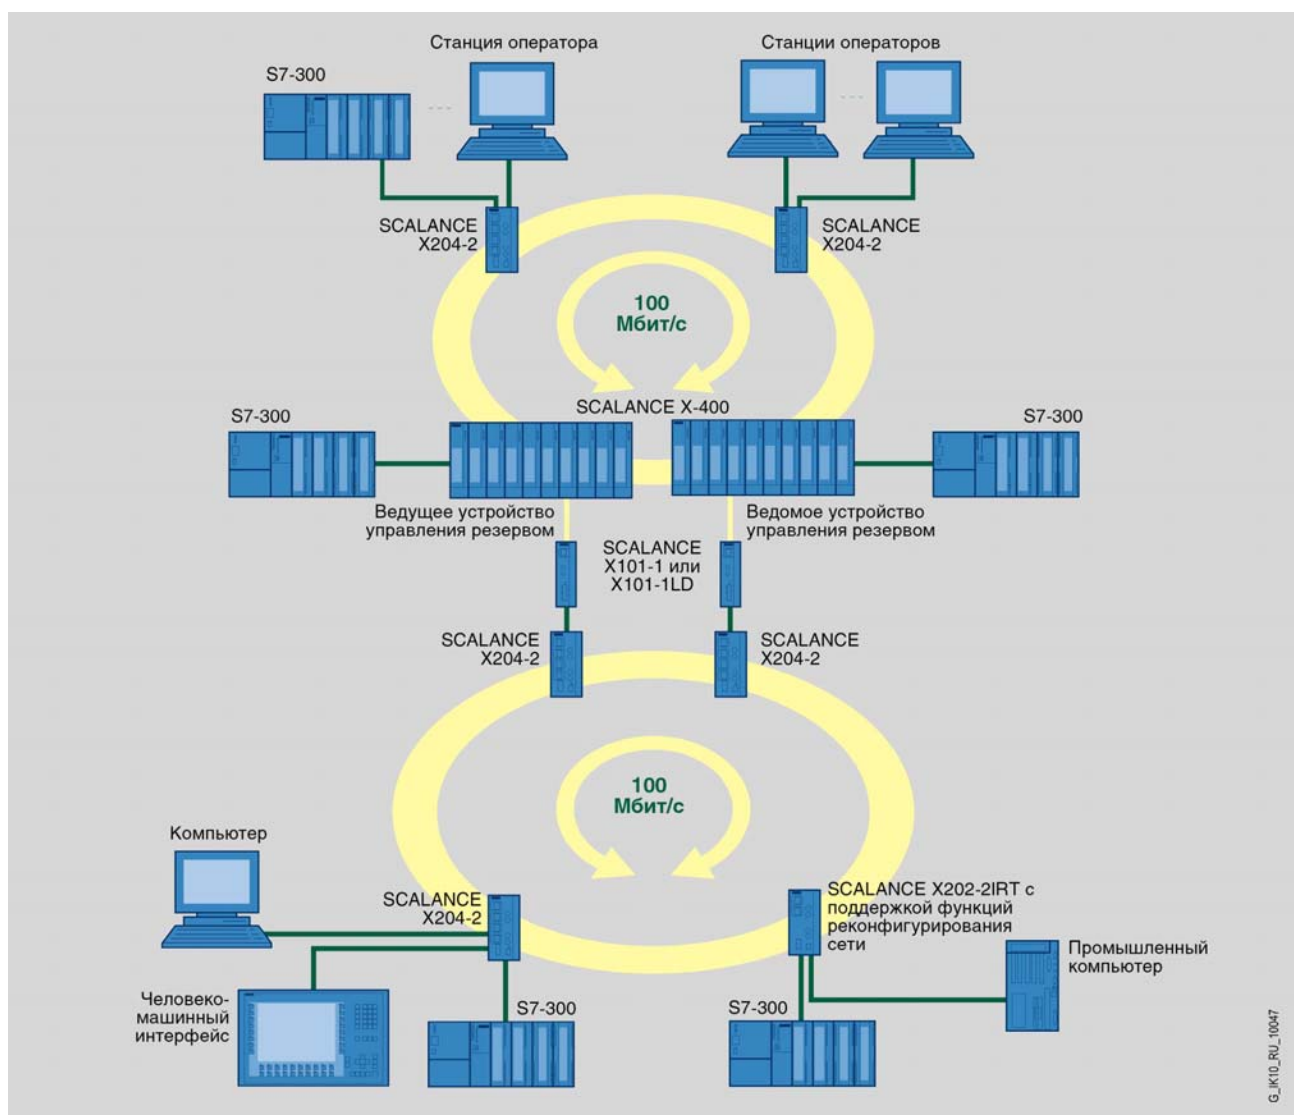 Станция оператора
Станции операторов
S7-300
SCALANCE
X204-2
SCALANCE
X204-2
100
Мбит/с
SCALANCE X-400
S7-300
S7-300
Ведущее устройство
управления резервом
Ведомое устройство
управления резервом
SCALANCE
X101-1 или
X101-1LD
SCALANCE
X204-2
SCALANCE
X204-2
100
Мбит/с
Компьютер
SCALANCE
X204-2
SCALANCE X202-2IRT с
поддержкой функций
реконфигурирования
сети
Промышленный
компьютер
Человеко-
машинный
интерфейс
S7-300
S7-300
G_IK10_RU_10047